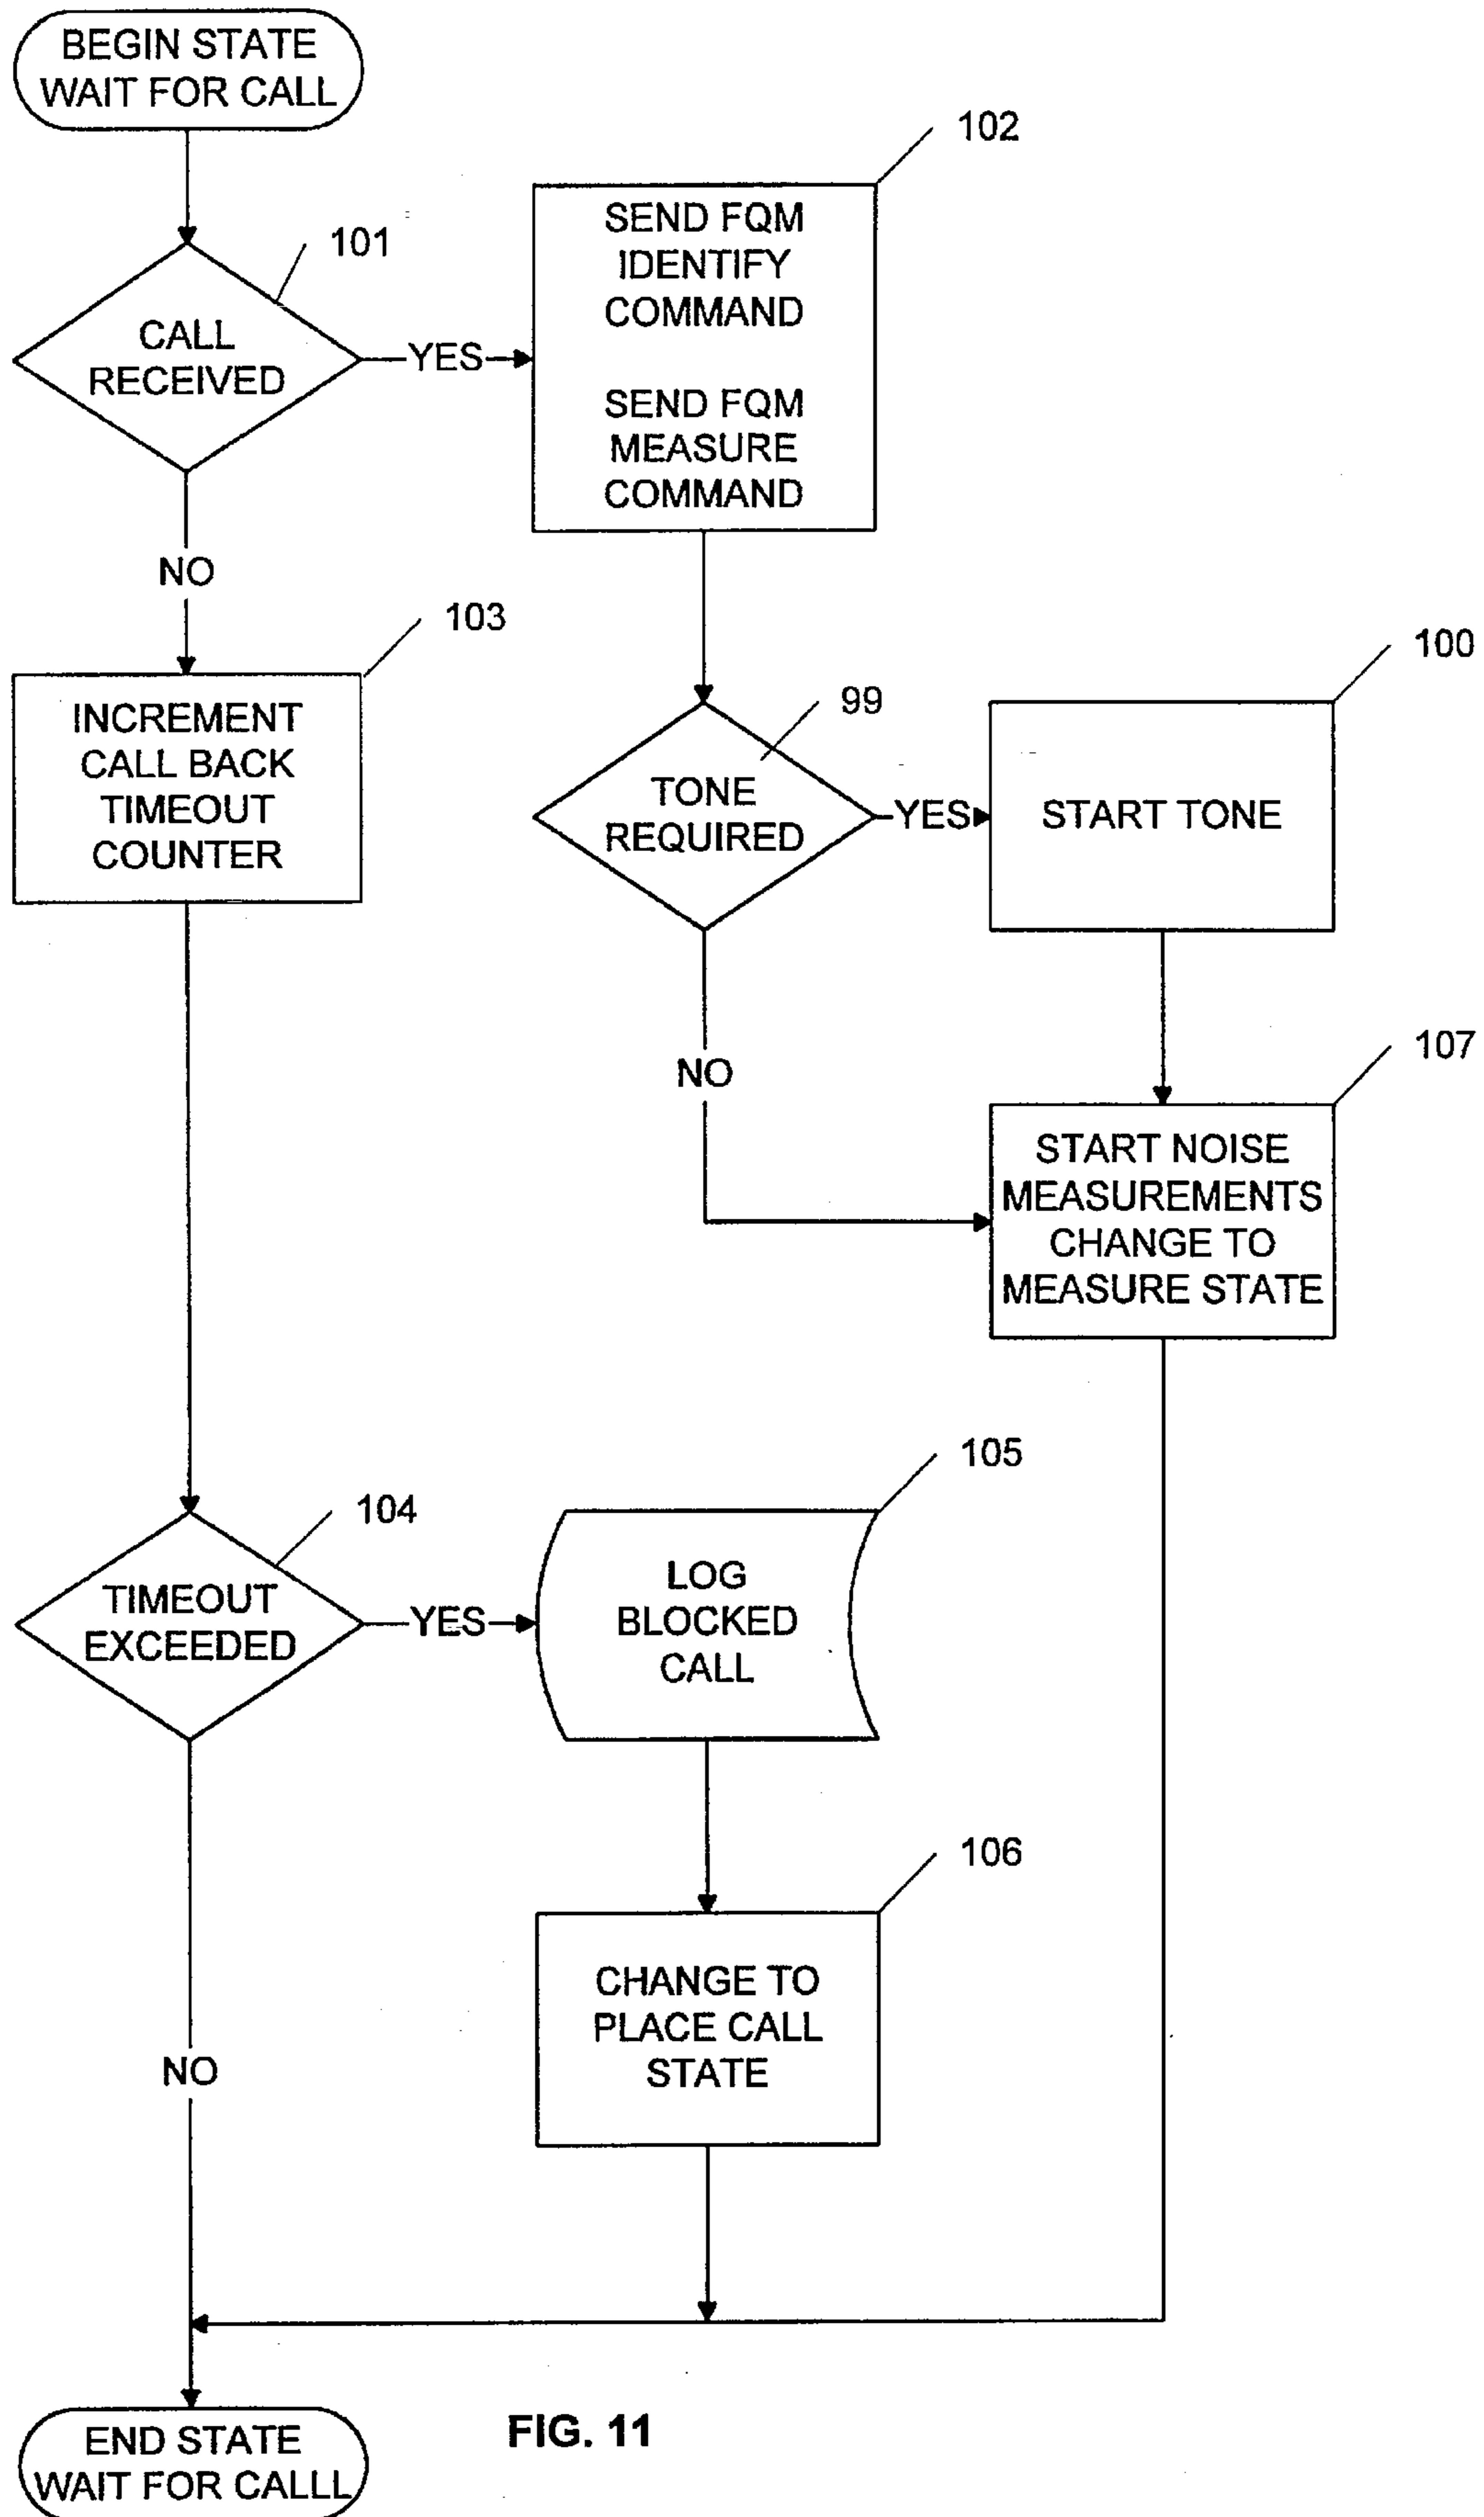 BEGIN STATE
WAIT FOR CALL
102
SEND FQM
IDENTIFY
COMMAND
SEND FQM
MEASURE
COMMAND
101
CALL
RECEIVED
YES
NO
103
INCREMENT
CALL BACK
TIMEOUT
COUNTER
99
TONE
REQUIRED
YES
100
START TONE
NO
107
START NOISE
MEASUREMENTS
CHANGE TO
MEASURE STATE
104
TIMEOUT
EXCEEDED
YES
105
LOG
BLOCKED
CALL
106
CHANGE TO
PLACE CALL
STATE
NO
END STATE
WAIT FOR CALLL
FIG. 11